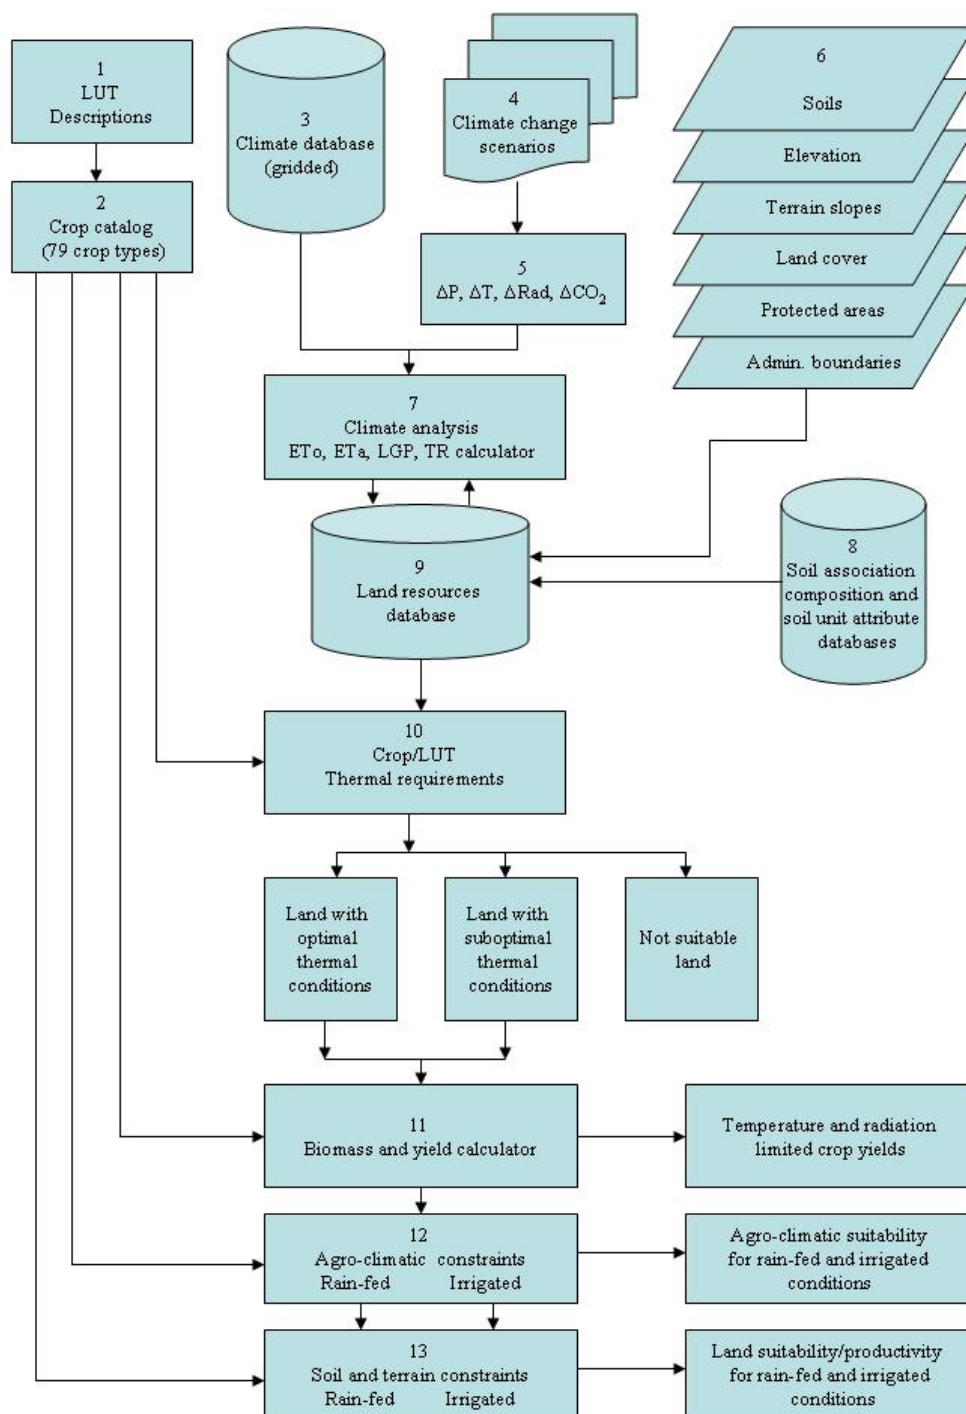 1
LUT
Descriptions
2
Crop catalog
(79 crop types)
3
Climate database
(gridded)
4
Climate change
scenarios
5
ΔP, ΔT, ΔRad, ΔCO₂
6
Soils
Elevation
Terrain slopes
Land cover
Protected areas
Admin. boundaries
7
Climate analysis
ETo, ETa, LGP, TR calculator
8
Soil association
composition and
soil unit attribute
databases
9
Land resources
database
10
Crop/LUT
Thermal requirements
Land with
optimal
thermal
conditions
Land with
suboptimal
thermal
conditions
Not suitable
land
11
Biomass and yield calculator
Temperature and radiation
limited crop yields
12
Agro-climatic constraints
Rain-fed Irrigated
Agro-climatic suitability
for rain-fed and irrigated
conditions
13
Soil and terrain constraints
Rain-fed Irrigated
Land suitability/productivity
for rain-fed and irrigated
conditions